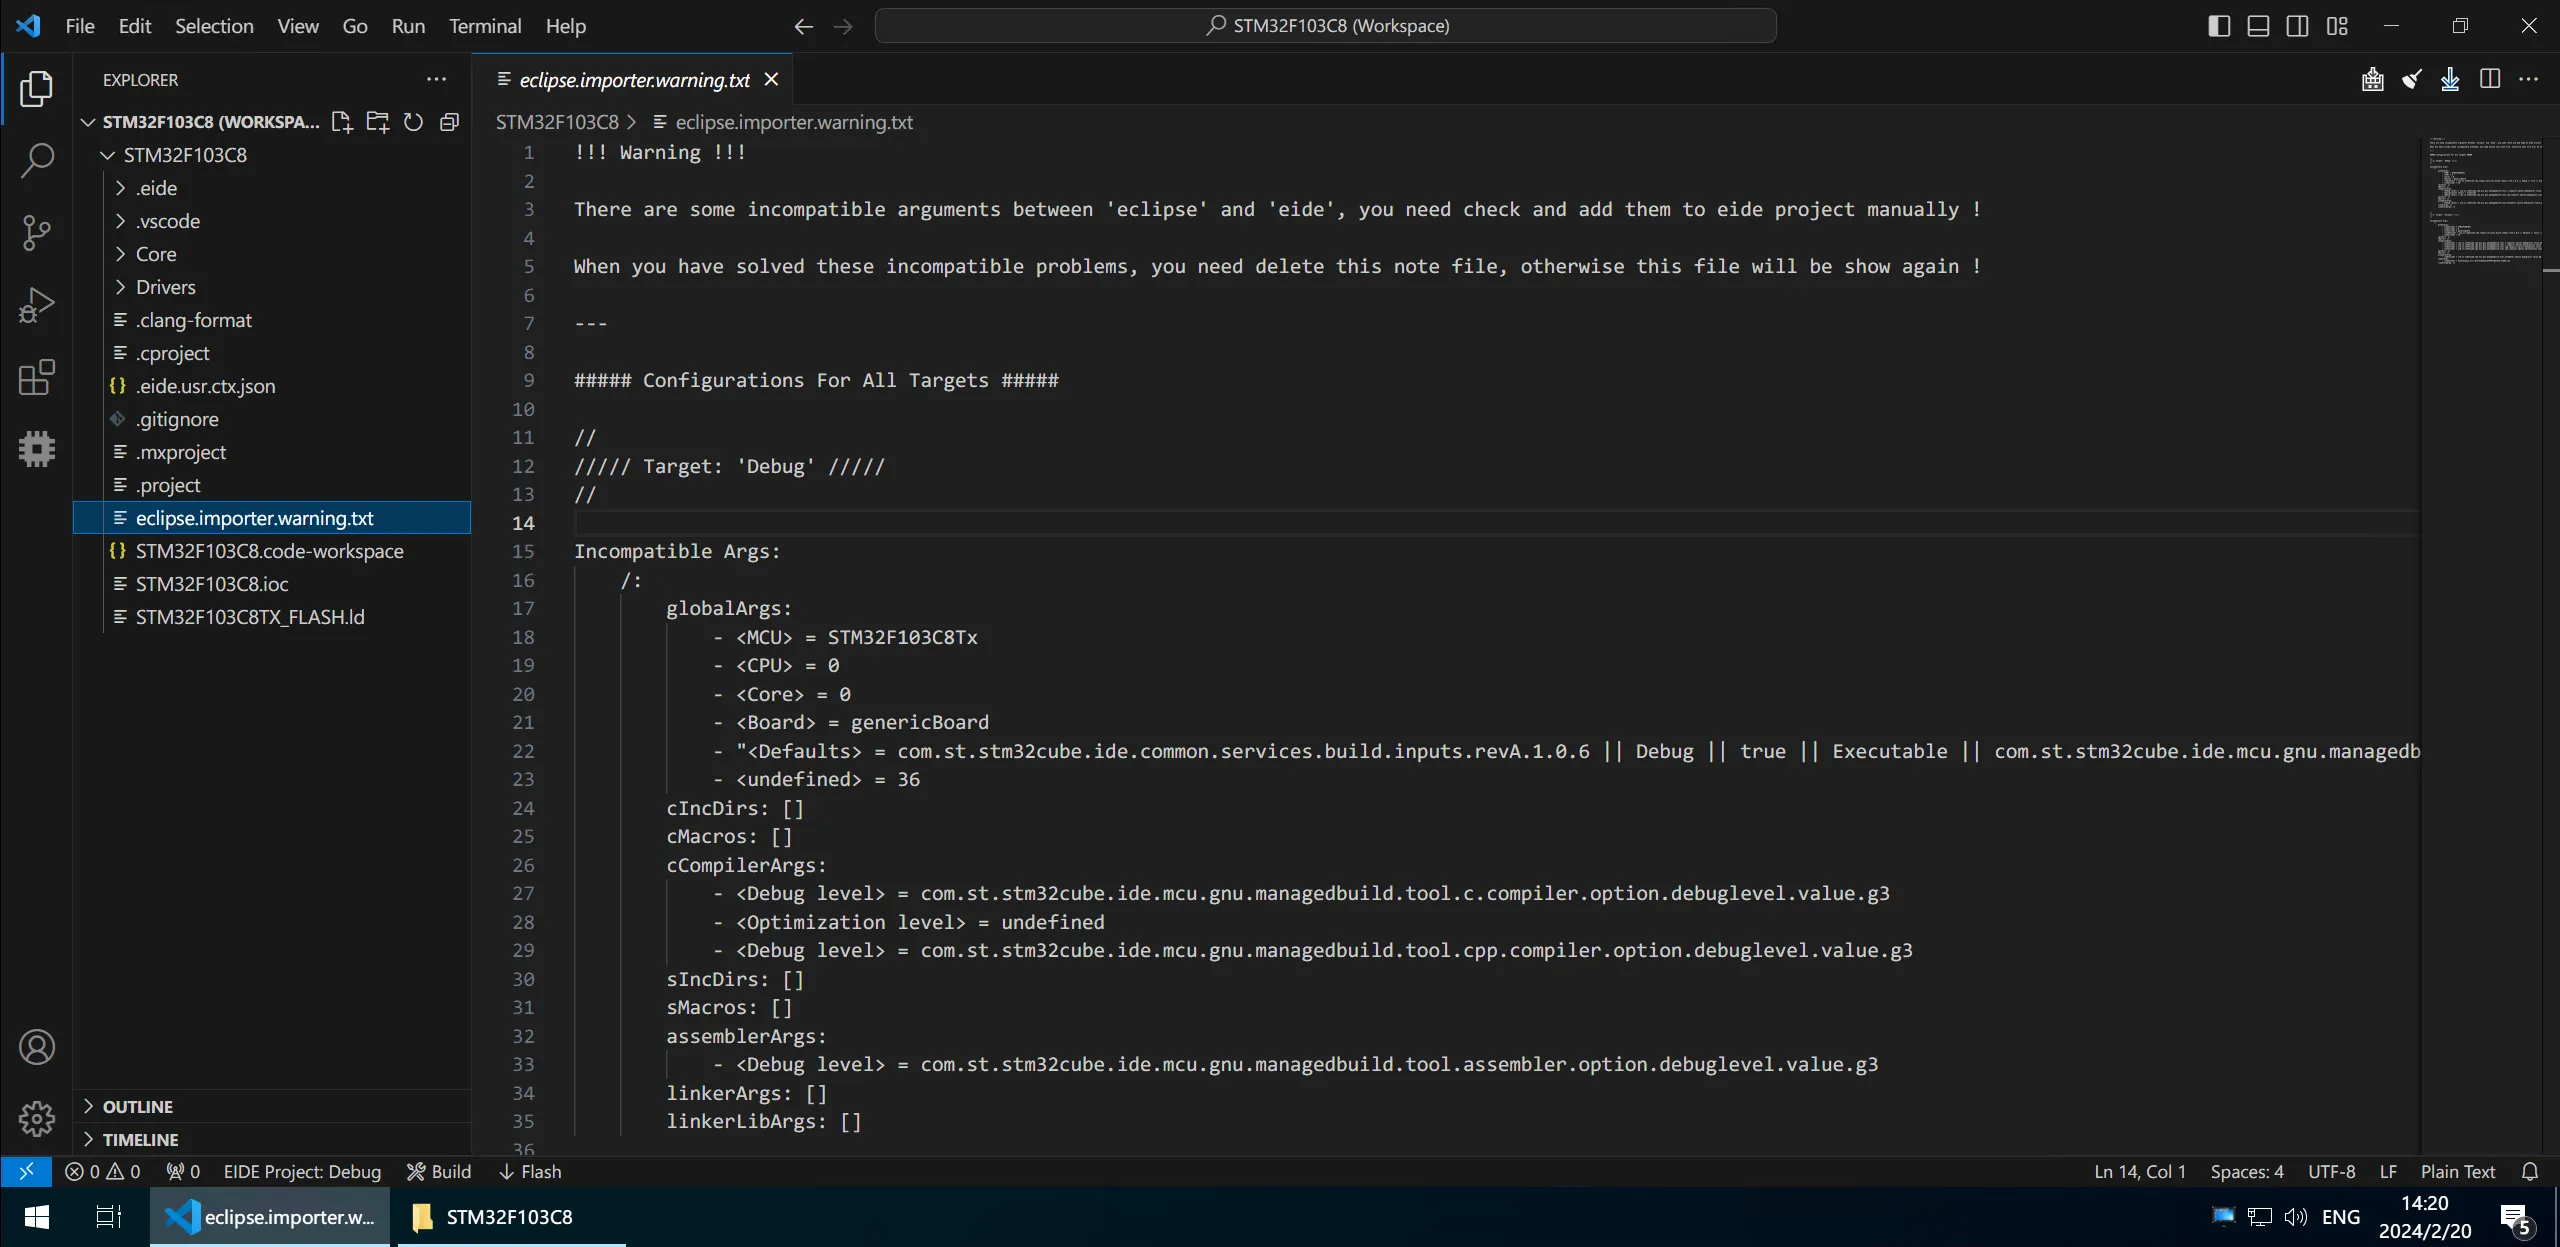 File Edit Selection View Go Run Terminal Help
STM32F103C8 (Workspace)
EXPLORER
STM32F103C8 (WORKSPA...
STM32F103C8
.eide
.vscode
Core
Drivers
.clang-format
.cproject
{} .eide.usr.ctx.json
.gitignore
.mxproject
.project
eclipse.importer.warning.txt
{} STM32F103C8.code-workspace
STM32F103C8.ioc
STM32F103C8TX_FLASH.ld
OUTLINE
TIMELINE
eclipse.importer.warning.txt
STM32F103C8 > eclipse.importer.warning.txt
1 !!! Warning !!!
2
3 There are some incompatible arguments between 'eclipse' and 'eide', you need check and add them to eide project manually !
4
5 When you have solved these incompatible problems, you need delete this note file, otherwise this file will be show again !
6
7 ---
8
9 ##### Configurations For All Targets #####
10
11 //
12 ///// Target: 'Debug' /////
13 //
14
15 Incompatible Args:
16 /:
17 globalArgs:
18 - <MCU> = STM32F103C8Tx
19 - <CPU> = 0
20 - <Core> = 0
21 - <Board> = genericBoard
22 - "<Defaults> = com.st.stm32cube.ide.common.services.build.inputs.revA.1.0.6 || Debug || true || Executable || com.st.stm32cube.ide.mcu.gnu.managedb
23 - <undefined> = 36
24 cIncDirs: []
25 cMacros: []
26 cCompilerArgs:
27 - <Debug level> = com.st.stm32cube.ide.mcu.gnu.managedbuild.tool.c.compiler.option.debuglevel.value.g3
28 - <Optimization level> = undefined
29 - <Debug level> = com.st.stm32cube.ide.mcu.gnu.managedbuild.tool.cpp.compiler.option.debuglevel.value.g3
30 sIncDirs: []
31 sMacros: []
32 assemblerArgs:
33 - <Debug level> = com.st.stm32cube.ide.mcu.gnu.managedbuild.tool.assembler.option.debuglevel.value.g3
34 linkerArgs: []
35 linkerLibArgs: []
36
0 0 0 EIDE Project: Debug Build Flash
Ln 14, Col 1 Spaces: 4 UTF-8 LF Plain Text
eclipse.importer.w... STM32F103C8
ENG
14:20
2024/2/20
5